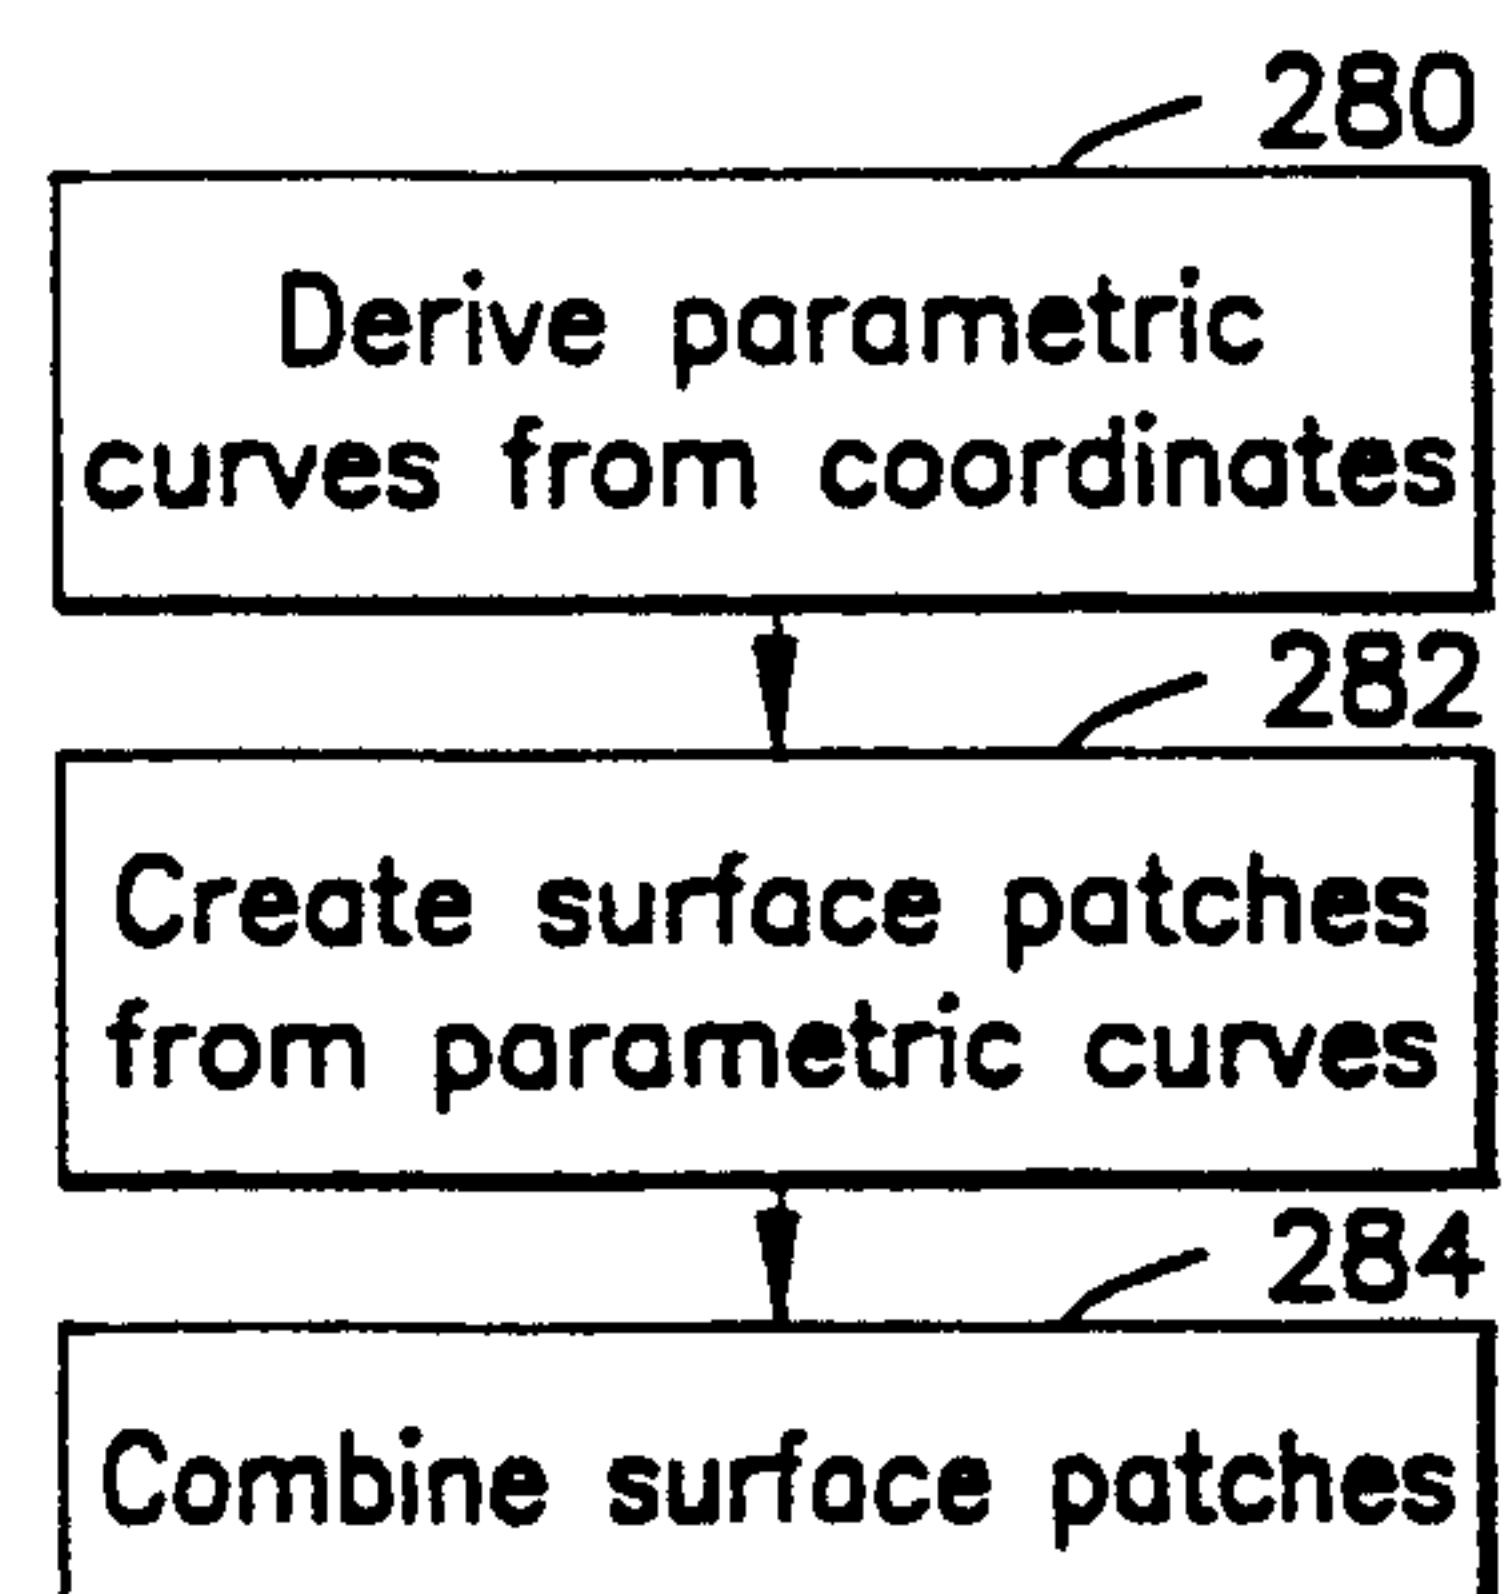 280
Derive parametric
curves from coordinates
282
Create surface patches
from parametric curves
284
Combine surface patches